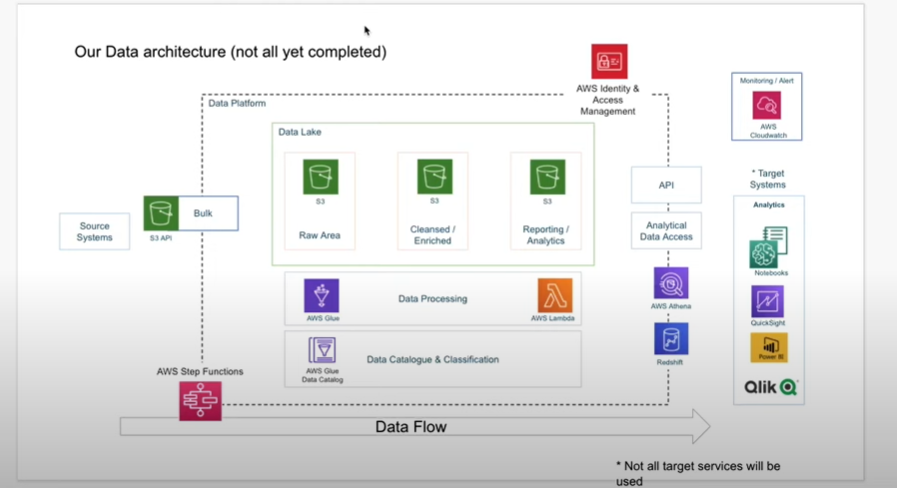 Our Data architecture (not all yet completed)
AWS Identity &
Access
Management
Monitoring / Alert
AWS
Cloudwatch
Data Platform
Data Lake
S3
Raw Area
S3
Cleansed /
Enriched
S3
Reporting /
Analytics
Source
Systems
S3 API
Bulk
API
Analytical
Data Access
AWS Athena
Redshift
* Target
Systems
Analytics
Notebooks
QuickSight
Power BI
Qlik
AWS Glue
Data Processing
AWS Lambda
AWS Glue
Data Catalog
Data Catalogue & Classification
AWS Step Functions
Data Flow
* Not all target services will be
used